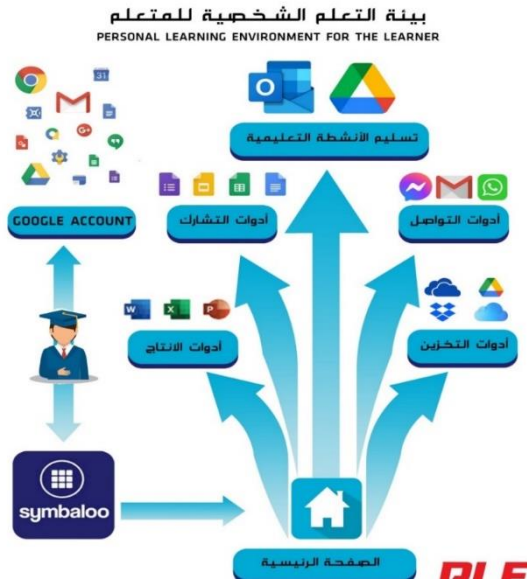 بيئة التعلم الشخصية للمتعلم
PERSONAL LEARNING ENVIRONMENT FOR THE LEARNER
تسليم الأنشطة التعليمية
GOOGLE ACCOUNT
أدوات التشارك
أدوات التواصل
أدوات الانتاج
أدوات التخزين
symbaloo
الصفحة الرئيسية
PLE